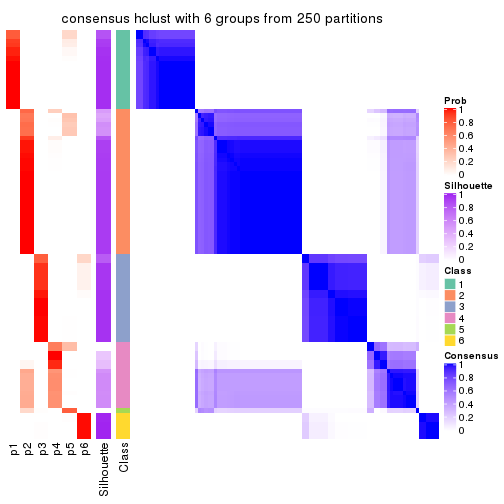 consensus hclust with 6 groups from 250 partitions
Prob
1
0.8
0.6
0.4
0.2
0
Silhouette
1
0.8
0.6
0.4
0.2
0
Class
1
2
3
4
5
6
Consensus
1
0.8
0.6
0.4
0.2
0
p1
p2
p3
p4
p5
p6
Silhouette
Class